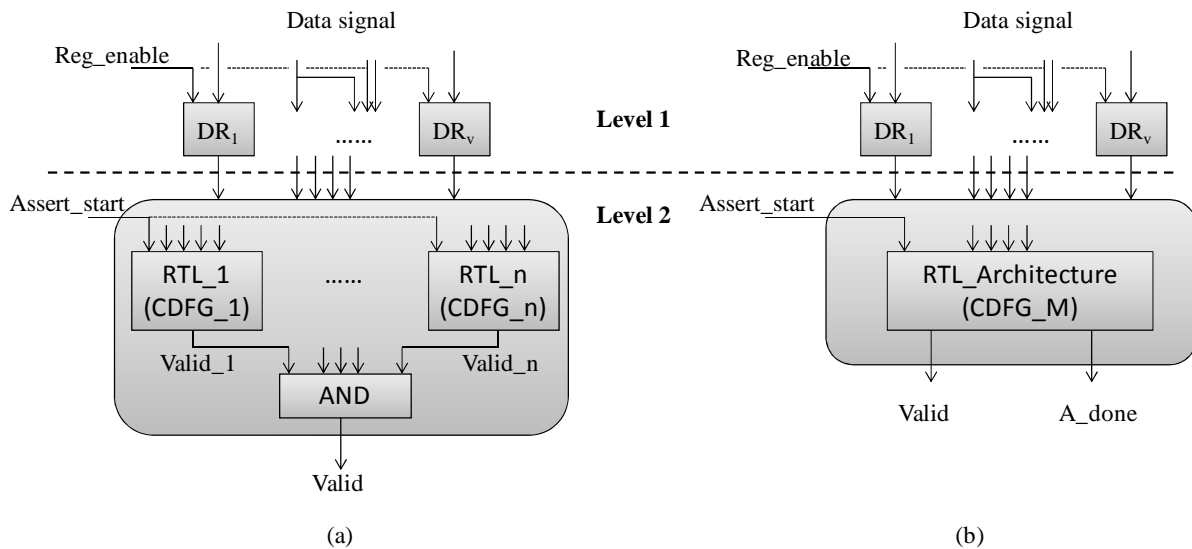 Data signal
Reg_enable
DR1
......
DRv
Level 1
Assert_start
Level 2
RTL_1
(CDFG_1)
......
RTL_n
(CDFG_n)
Valid_1
Valid_n
AND
Valid
(a)
Data signal
Reg_enable
DR1
......
DRv
Assert_start
RTL_Architecture
(CDFG_M)
Valid
A_done
(b)